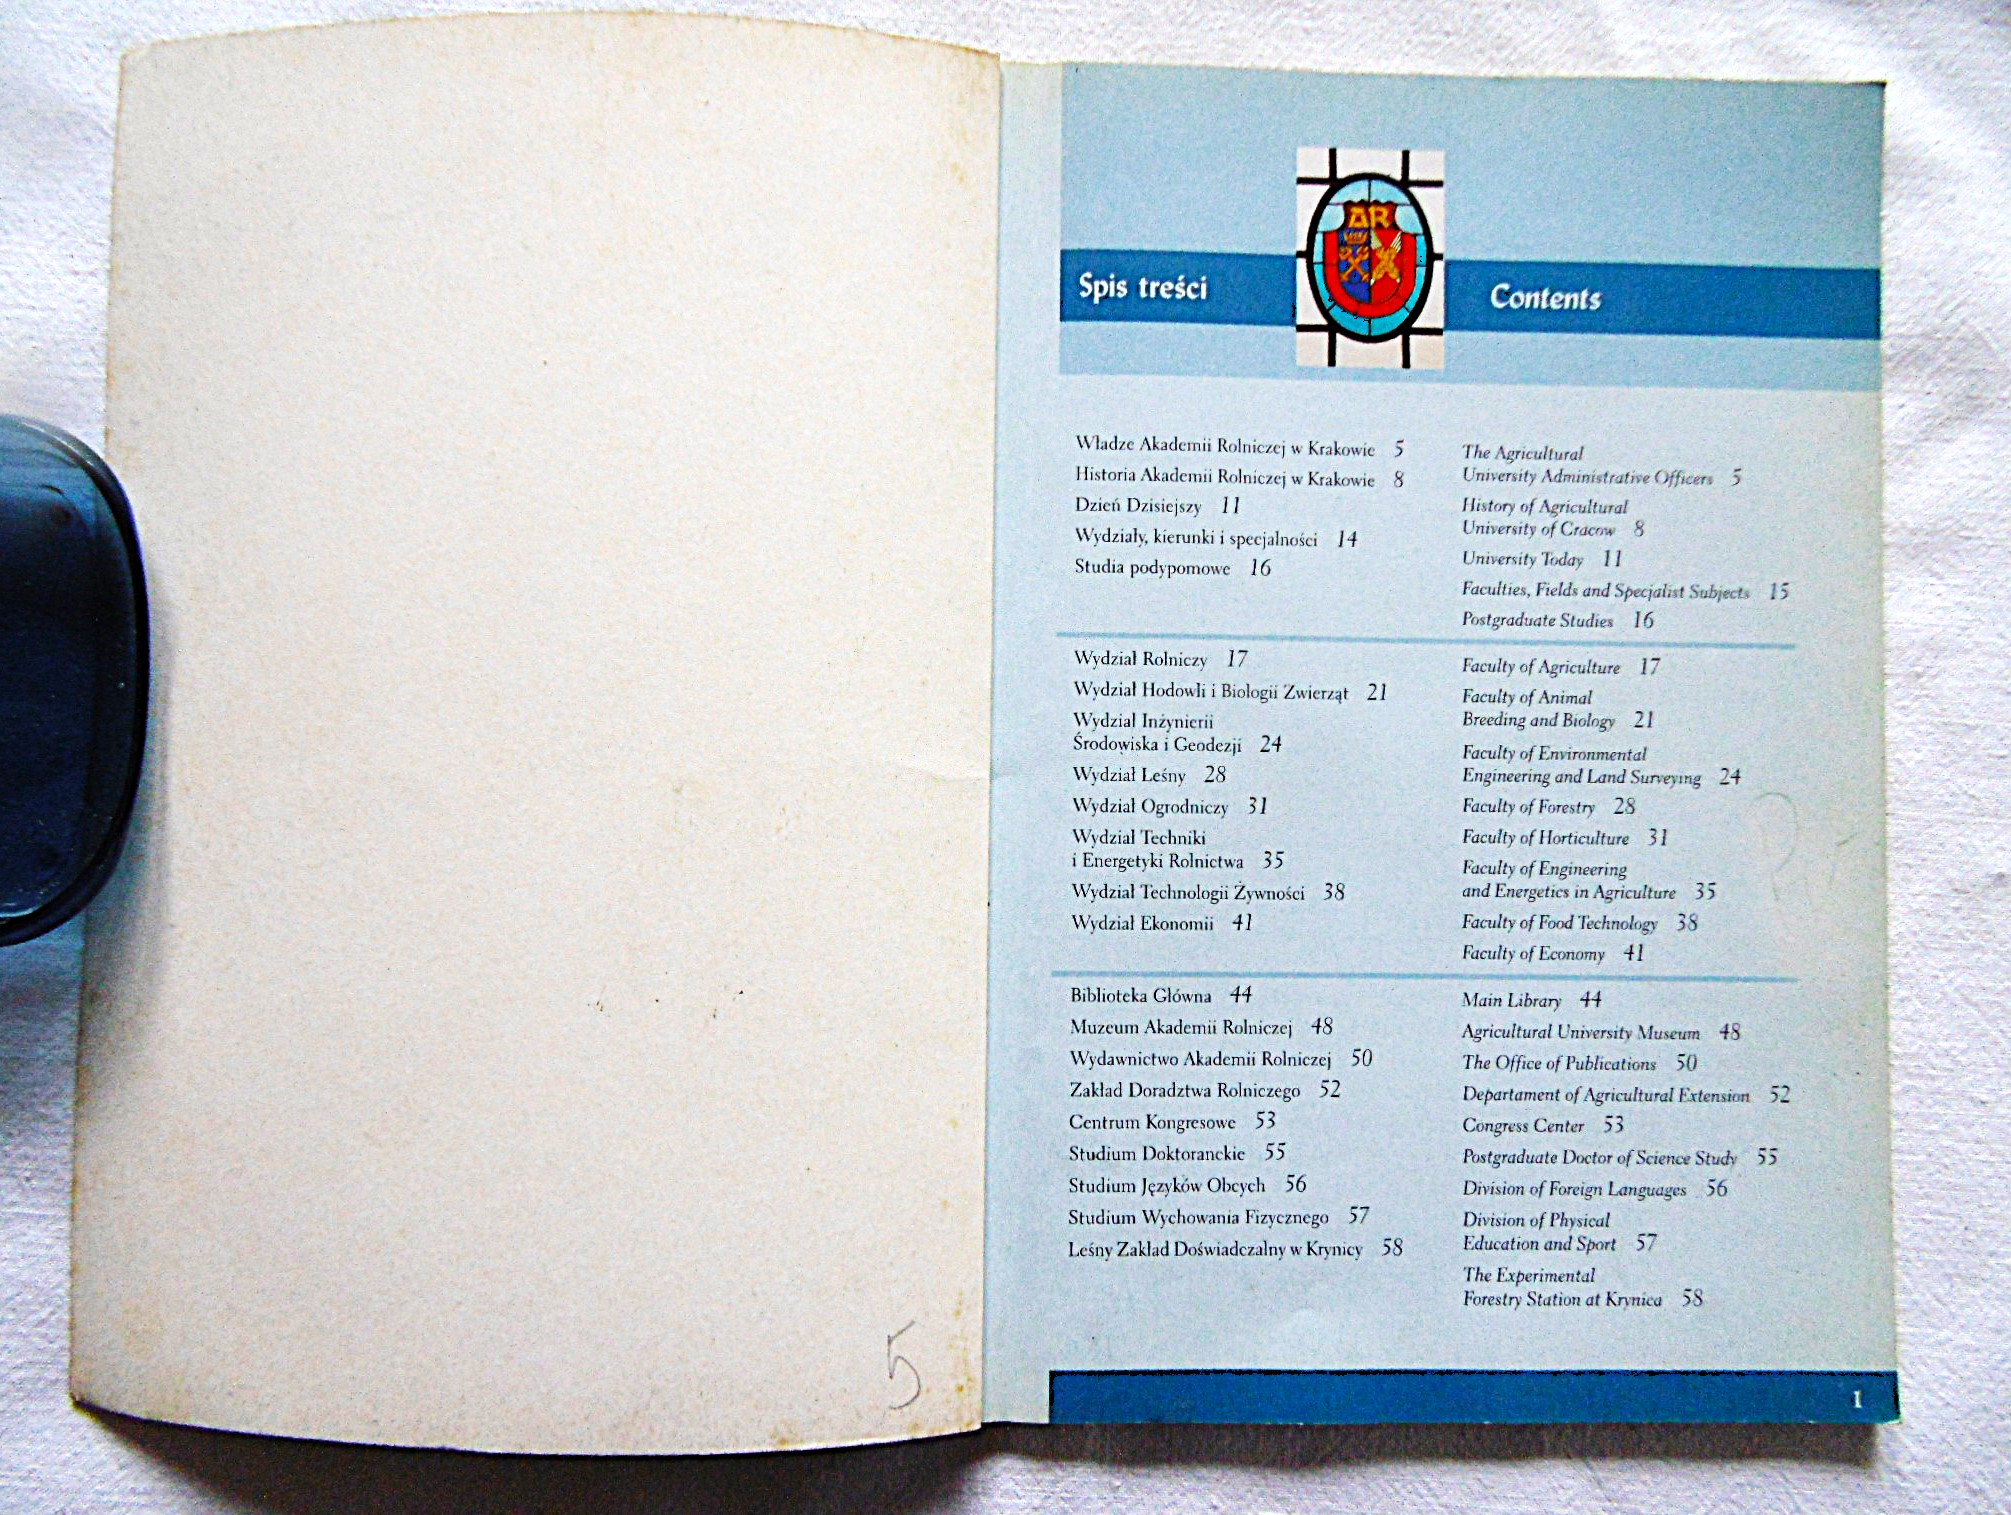 5
AR
Spis treści
Contents
Władze Akademii Rolniczej w Krakowie 5
Historia Akademii Rolniczej w Krakowie 8
Dzień Dzisiejszy 11
Wydziały, kierunki i specjalności 14
Studia podypomowe 16
The Agricultural
University Administrative Officers 5
History of Agricultural
University of Cracow 8
University Today 11
Faculties, Fields and Specjalist Subjects 15
Postgraduate Studies 16
Wydział Rolniczy 17
Wydział Hodowli i Biologii Zwierząt 21
Wydział Inżynierii
Środowiska i Geodezji 24
Wydział Leśny 28
Wydział Ogrodniczy 31
Wydział Techniki
i Energetyki Rolnictwa 35
Wydział Technologii Żywności 38
Wydział Ekonomii 41
Faculty of Agriculture 17
Faculty of Animal
Breeding and Biology 21
Faculty of Environmental
Engineering and Land Surveying 24
Faculty of Forestry 28
Faculty of Horticulture 31
Faculty of Engineering
and Energetics in Agriculture 35
Faculty of Food Technology 38
Faculty of Economy 41
Biblioteka Główna 44
Muzeum Akademii Rolniczej 48
Wydawnictwo Akademii Rolniczej 50
Zakład Doradztwa Rolniczego 52
Centrum Kongresowe 53
Studium Doktoranckie 55
Studium Języków Obcych 56
Studium Wychowania Fizycznego 57
Leśny Zakład Doświadczalny w Krynicy 58
Main Library 44
Agricultural University Museum 48
The Office of Publications 50
Departament of Agricultural Extension 52
Congress Center 53
Postgraduate Doctor of Science Study 55
Division of Foreign Languages 56
Division of Physical
Education and Sport 57
The Experimental
Forestry Station at Krynica 58
1